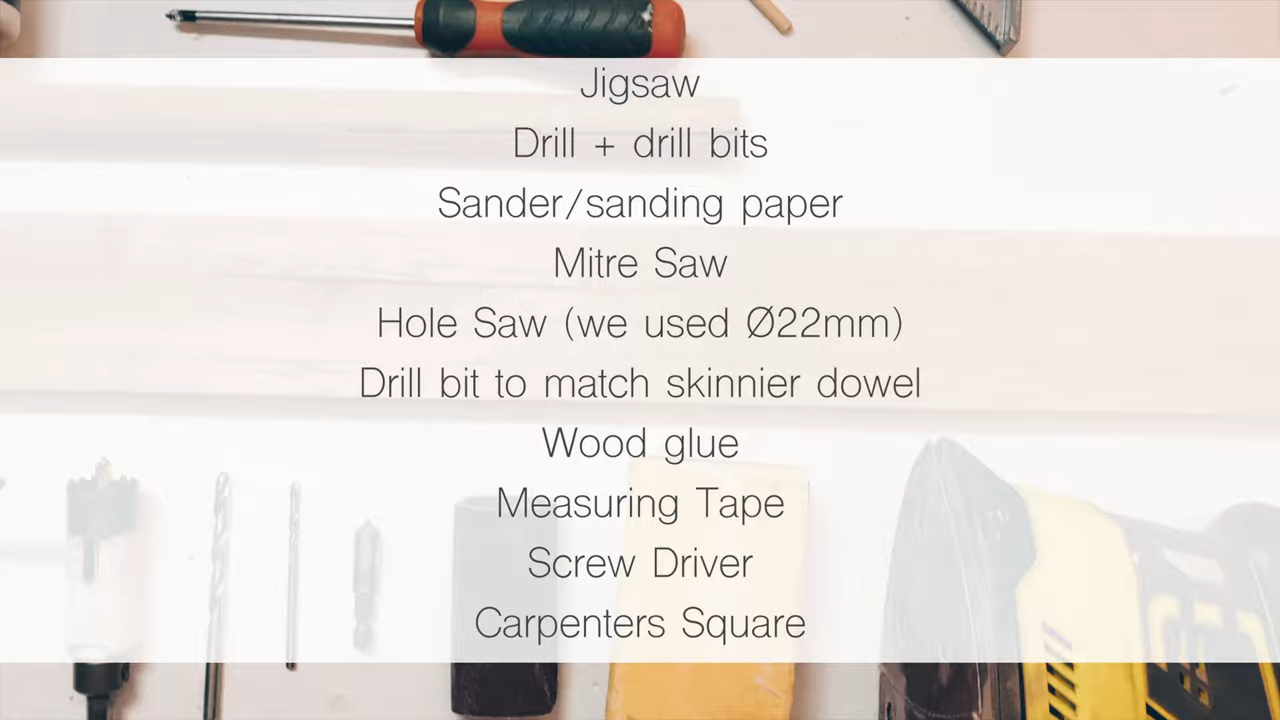 Jigsaw
Drill + drill bits
Sander/sanding paper
Mitre Saw
Hole Saw (we used Ø22mm)
Drill bit to match skinnier dowel
Wood glue
Measuring Tape
Screw Driver
Carpenters Square